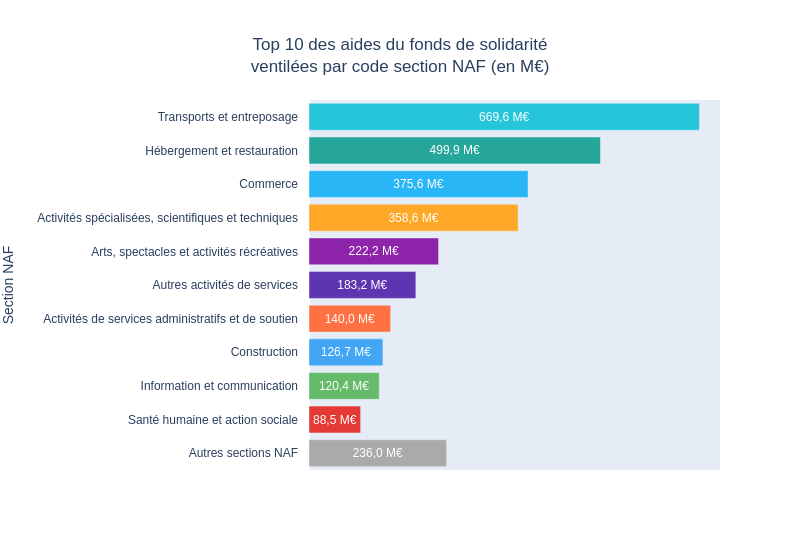 Top 10 des aides du fonds de solidarité
ventilées par code section NAF (en M€)
Section NAF
Transports et entreposage 669,6 M€
Hébergement et restauration 499,9 M€
Commerce 375,6 M€
Activités spécialisées, scientifiques et techniques 358,6 M€
Arts, spectacles et activités récréatives 222,2 M€
Autres activités de services 183,2 M€
Activités de services administratifs et de soutien 140,0 M€
Construction 126,7 M€
Information et communication 120,4 M€
Santé humaine et action sociale 88,5 M€
Autres sections NAF 236,0 M€